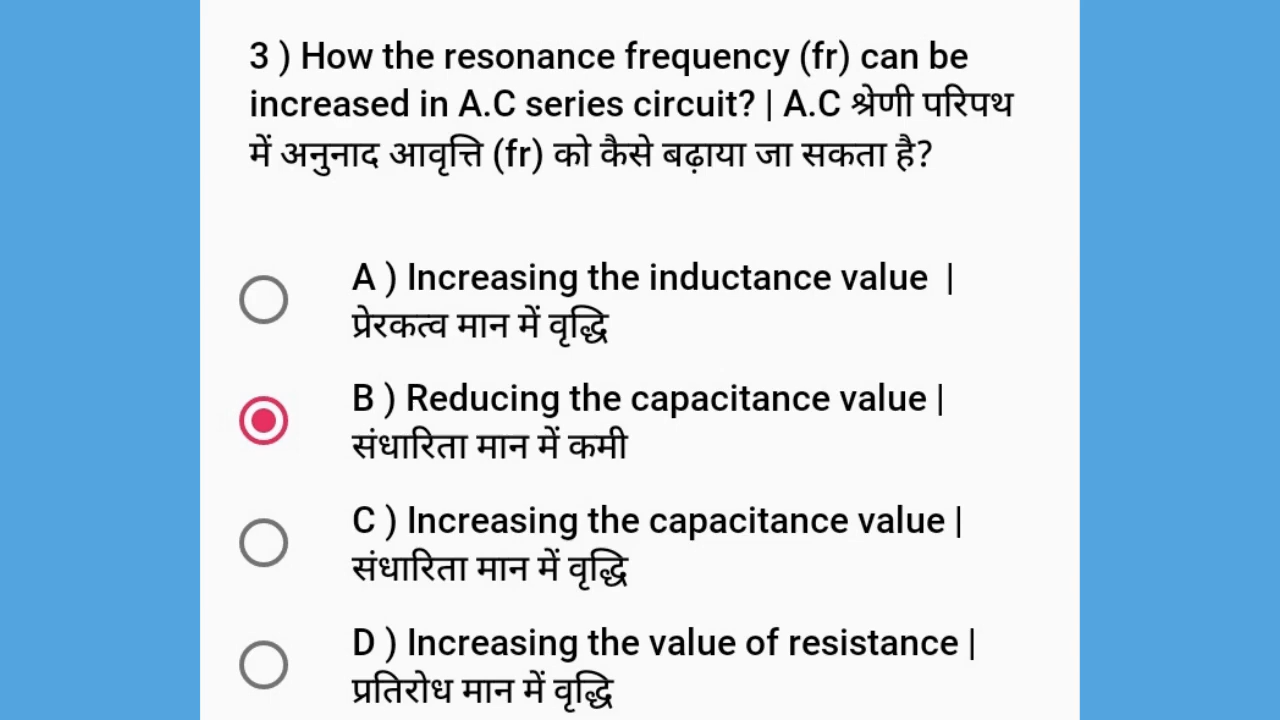 3 ) How the resonance frequency (fr) can be
increased in A.C series circuit? | A.C श्रेणी परिपथ
में अनुनाद आवृत्ति (fr) को कैसे बढ़ाया जा सकता है?
A ) Increasing the inductance value |
प्रेरकत्व मान में वृद्धि
B ) Reducing the capacitance value |
संधारिता मान में कमी
C ) Increasing the capacitance value |
संधारिता मान में वृद्धि
D ) Increasing the value of resistance |
प्रतिरोध मान में वृद्धि